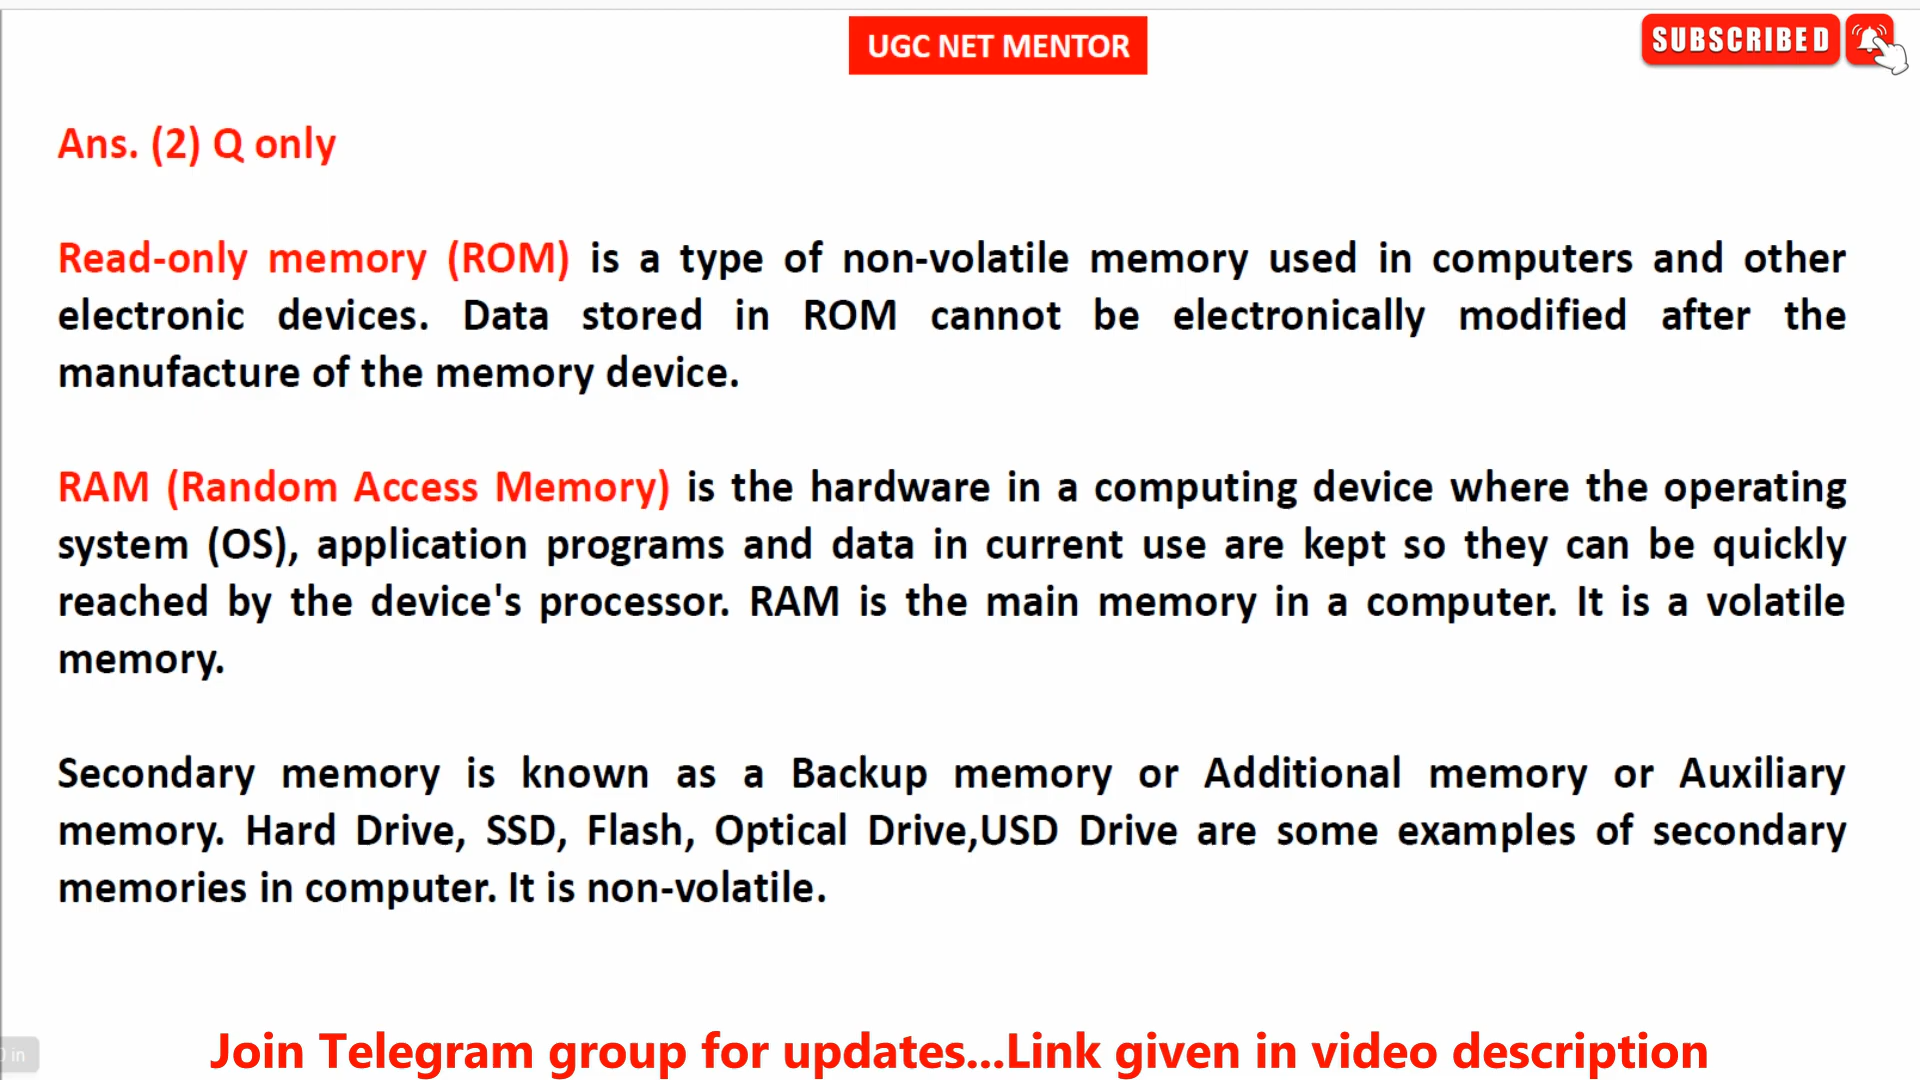 UGC NET MENTOR
SUBSCRIBED
Ans. (2) Q only
Read-only memory (ROM) is a type of non-volatile memory used in computers and other
electronic devices. Data stored in ROM cannot be electronically modified after the
manufacture of the memory device.
RAM (Random Access Memory) is the hardware in a computing device where the operating
system (OS), application programs and data in current use are kept so they can be quickly
reached by the device's processor. RAM is the main memory in a computer. It is a volatile
memory.
Secondary memory is known as a Backup memory or Additional memory or Auxiliary
memory. Hard Drive, SSD, Flash, Optical Drive,USD Drive are some examples of secondary
memories in computer. It is non-volatile.
in
Join Telegram group for updates...Link given in video description